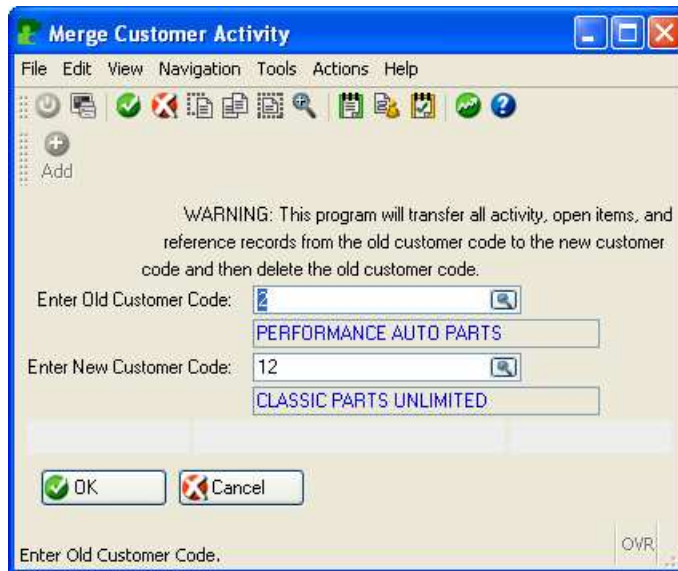 Merge Customer Activity
File Edit View Navigation Tools Actions Help
Add
WARNING: This program will transfer all activity, open items, and
reference records from the old customer code to the new customer
code and then delete the old customer code.
Enter Old Customer Code: 2
PERFORMANCE AUTO PARTS
Enter New Customer Code: 12
CLASSIC PARTS UNLIMITED
OK Cancel
Enter Old Customer Code. OVR